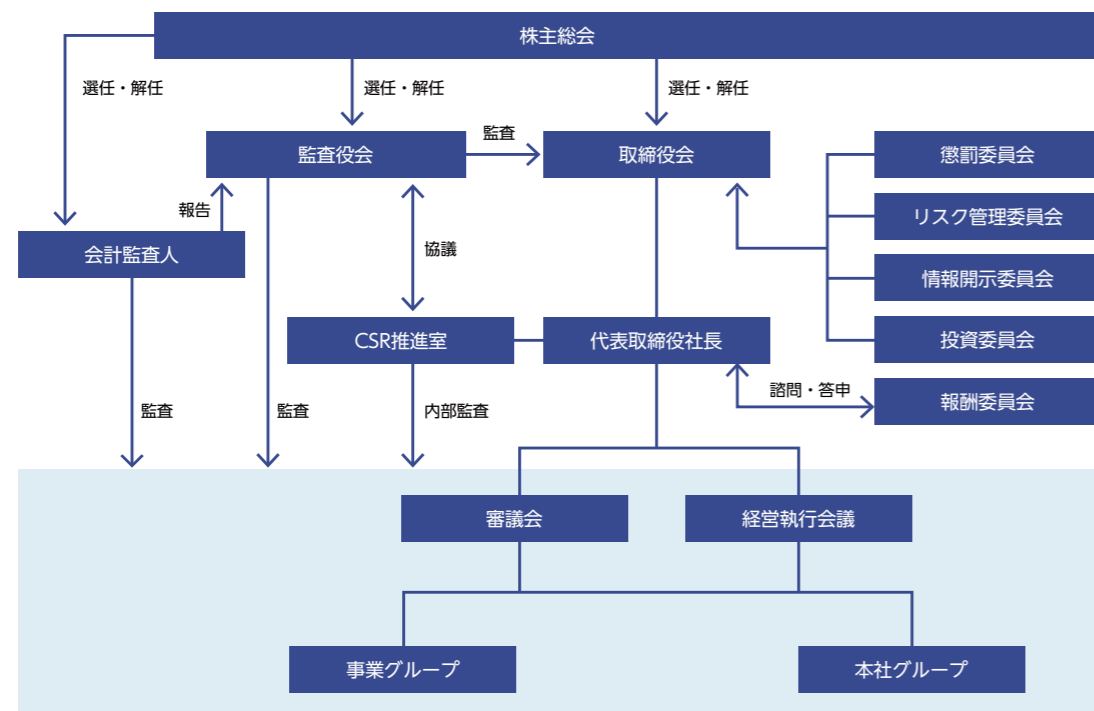 株主総会
選任・解任
選任・解任
選任・解任
監査役会
監査
取締役会
懲罰委員会
リスク管理委員会
報告
会計監査人
協議
情報開示委員会
CSR推進室
代表取締役社長
投資委員会
諮問・答申
報酬委員会
監査
監査
内部監査
審議会
経営執行会議
事業グループ
本社グループ